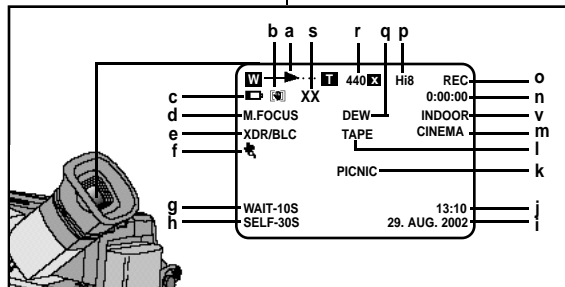 b a s r q p
W T 440 X Hi8 REC o
c XX 0:00:00 n
d M.FOCUS DEW INDOOR v
e XDR/BLC TAPE CINEMA m
f l
PICNIC k
g WAIT-10S 13:10 j
h SELF-30S 29. AUG. 2002 i